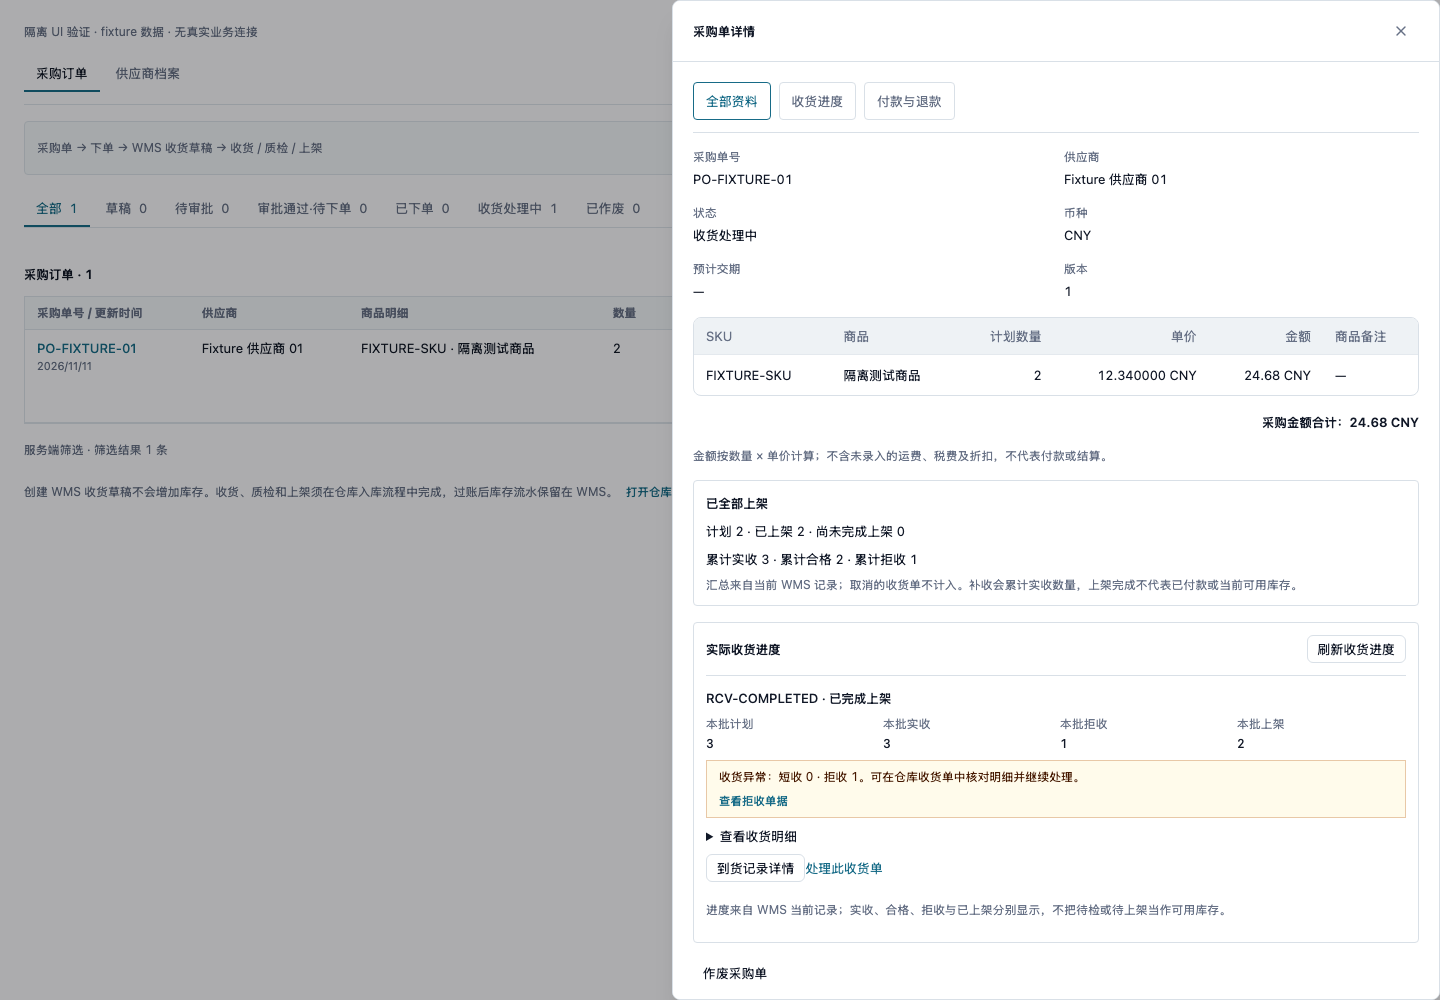 隔离 UI 验证 · fixture 数据 · 无真实业务连接
采购订单 供应商档案
采购单 → 下单 → WMS 收货草稿 → 收货 / 质检 / 上架
全部 1 草稿 0 待审批 0 审批通过·待下单 0 已下单 0 收货处理中 1 已作废 0
采购订单 · 1
采购单号 / 更新时间 供应商 商品明细 数量
PO-FIXTURE-01 Fixture 供应商 01 FIXTURE-SKU · 隔离测试商品 2
2026/11/11
服务端筛选 · 筛选结果 1 条
创建 WMS 收货草稿不会增加库存。收货、质检和上架须在仓库入库流程中完成，过账后库存流水保留在 WMS。 打开仓库
采购单详情
全部资料 收货进度 付款与退款
采购单号 供应商
PO-FIXTURE-01 Fixture 供应商 01
状态 币种
收货处理中 CNY
预计交期 版本
— 1
SKU 商品 计划数量 单价 金额 商品备注
FIXTURE-SKU 隔离测试商品 2 12.340000 CNY 24.68 CNY —
采购金额合计：24.68 CNY
金额按数量 × 单价计算；不含未录入的运费、税费及折扣，不代表付款或结算。
已全部上架
计划 2 · 已上架 2 · 尚未完成上架 0
累计实收 3 · 累计合格 2 · 累计拒收 1
汇总来自当前 WMS 记录；取消的收货单不计入。补收会累计实收数量，上架完成不代表已付款或当前可用库存。
实际收货进度 刷新收货进度
RCV-COMPLETED · 已完成上架
本批计划 本批实收 本批拒收 本批上架
3 3 1 2
收货异常：短收 0 · 拒收 1。可在仓库收货单中核对明细并继续处理。
查看拒收单据
▶ 查看收货明细
到货记录详情 处理此收货单
进度来自 WMS 当前记录；实收、合格、拒收与已上架分别显示，不把待检或待上架当作可用库存。
作废采购单